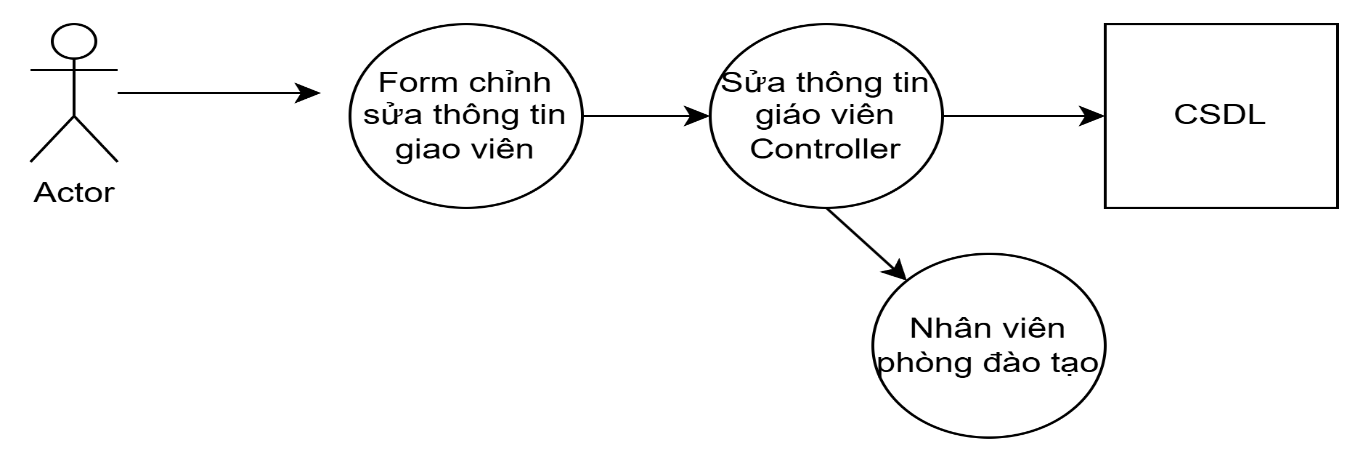 Form chỉnh
sửa thông tin
giao viên
Sửa thông tin
giáo viên
Controller
CSDL
Actor
Nhân viên
phòng đào tạo